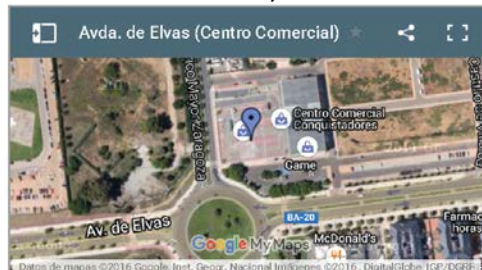 Avda. de Elvas (Centro Comercial)
Centro Comercial
Conquistadores
Game
Av. de Elvas
BA-20
Google My Maps
McDonald's
Farmac
horas
Datos de mapas ©2016 Google, Inst. Geogr. Nacional Imágenes ©2016, DigitalGlobe, IGP/DGRF